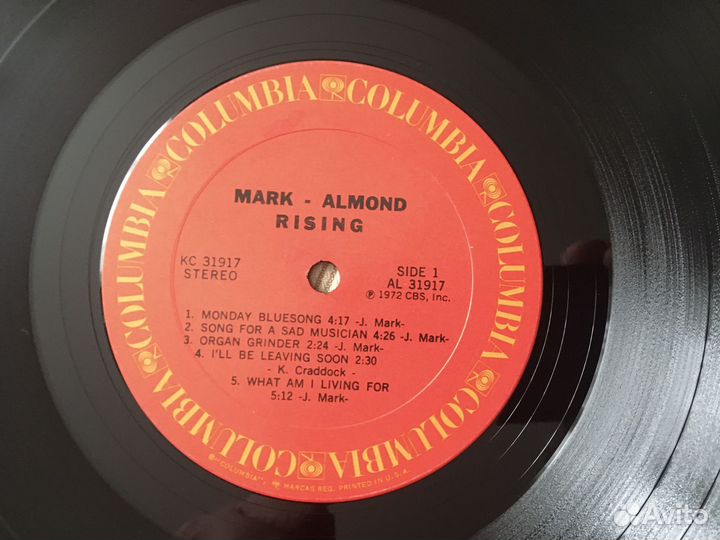 COLUMBIA COLUMBIA COLUMBIA COLUMBIA COLUMBIA COLUMBIA
MARK - ALMOND
RISING
KC 31917
STEREO
SIDE 1
AL 31917
℗ 1972 CBS, Inc.
1. MONDAY BLUESONG 4:17 -J. Mark-
2. SONG FOR A SAD MUSICIAN 4:26 -J. Mark-
3. ORGAN GRINDER 2:24 -J. Mark-
4. I'LL BE LEAVING SOON 2:30
- K. Craddock -
5. WHAT AM I LIVING FOR
5:12 -J. Mark-
®-"COLUMBIA", MARCAS REG. PRINTED IN U.S.A.
Avito